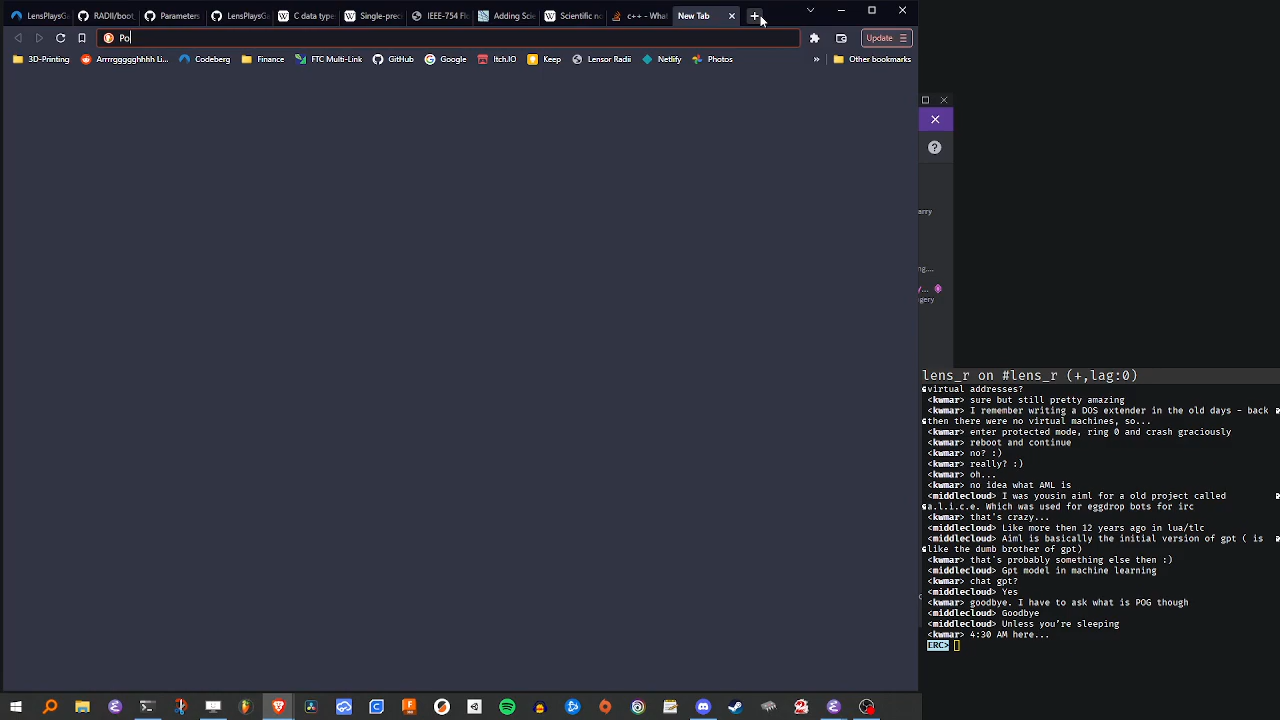 LensPlaysGa
RADII/boot
Parameters
LensPlaysGa
C data type
Single-prec
IEEE-754 Fl
Adding Scie
Scientific no
c++ - What
New Tab
Po
Update
3D-Printing
Arrrrgggghhhh Li...
Codeberg
Finance
FTC Multi-Link
GitHub
Google
Itch.IO
Keep
Lensor Radii
Netlify
Photos
»
Other bookmarks
arry
ng...
y...
gery
lens_r on #lens_r (+,lag:0)
virtual addresses?
<kwmar> sure but still pretty amazing
<kwmar> I remember writing a DOS extender in the old days - back
then there were no virtual machines, so...
<kwmar> enter protected mode, ring 0 and crash graciously
<kwmar> reboot and continue
<kwmar> no? :)
<kwmar> really? :)
<kwmar> oh...
<kwmar> no idea what AML is
<middlecloud> I was yousin aiml for a old project called
a.l.i.c.e. Which was used for eggdrop bots for irc
<kwmar> that's crazy...
<middlecloud> Like more then 12 years ago in lua/tlc
<middlecloud> Aiml is basically the initial version of gpt ( is
like the dumb brother of gpt)
<kwmar> that's probably something else then :)
<middlecloud> Gpt model in machine learning
<kwmar> chat gpt?
<middlecloud> Yes
<kwmar> goodbye. I have to ask what is POG though
<middlecloud> Goodbye
<middlecloud> Unless you're sleeping
<kwmar> 4:30 AM here...
ERC>